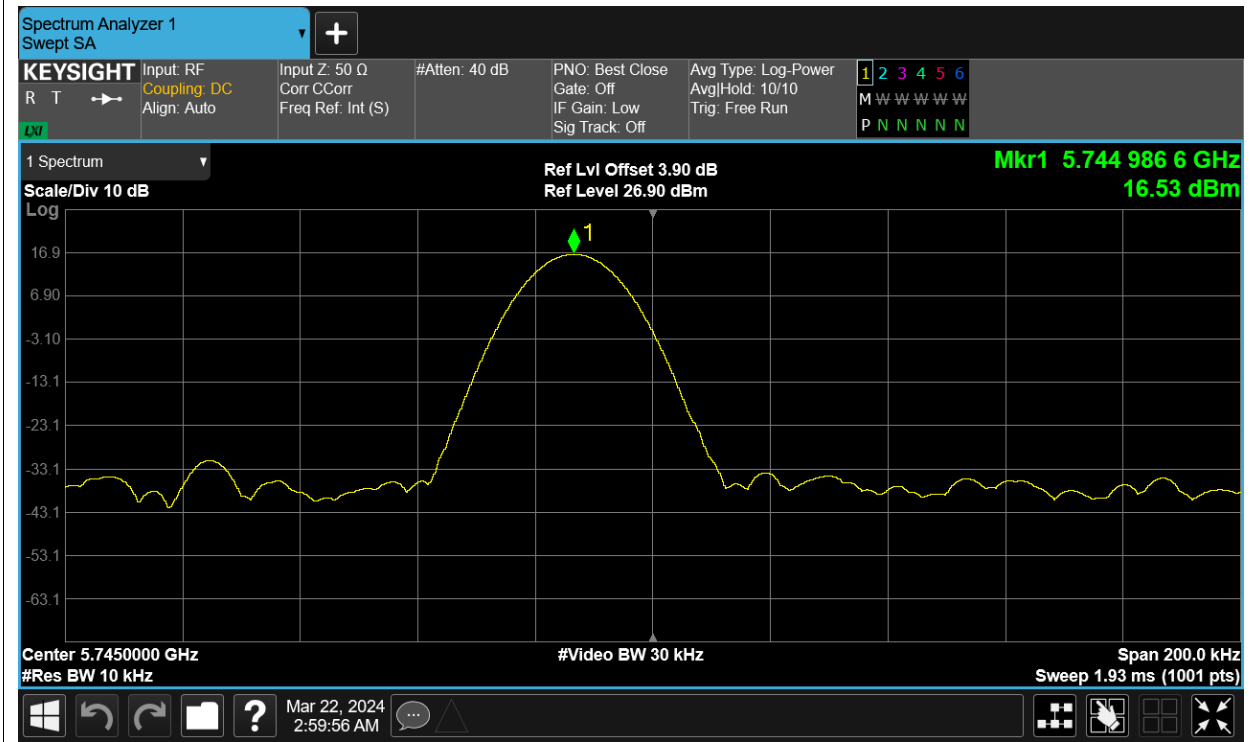 Spectrum Analyzer 1
Swept SA
KEYSIGHT
R T
LXI
Input: RF
Coupling: DC
Align: Auto
Input Z: 50 Ω
Corr CCorr
Freq Ref: Int (S)
#Atten: 40 dB
PNO: Best Close
Gate: Off
IF Gain: Low
Sig Track: Off
Avg Type: Log-Power
Avg|Hold: 10/10
Trig: Free Run
1 2 3 4 5 6
M W W W W W
P N N N N N
1 Spectrum
Scale/Div 10 dB
Log
Ref Lvl Offset 3.90 dB
Ref Level 26.90 dBm
Mkr1 5.744 986 6 GHz
16.53 dBm
1
16.9
6.90
-3.10
-13.1
-23.1
-33.1
-43.1
-53.1
-63.1
Center 5.7450000 GHz
#Res BW 10 kHz
#Video BW 30 kHz
Span 200.0 kHz
Sweep 1.93 ms (1001 pts)
?
Mar 22, 2024
2:59:56 AM